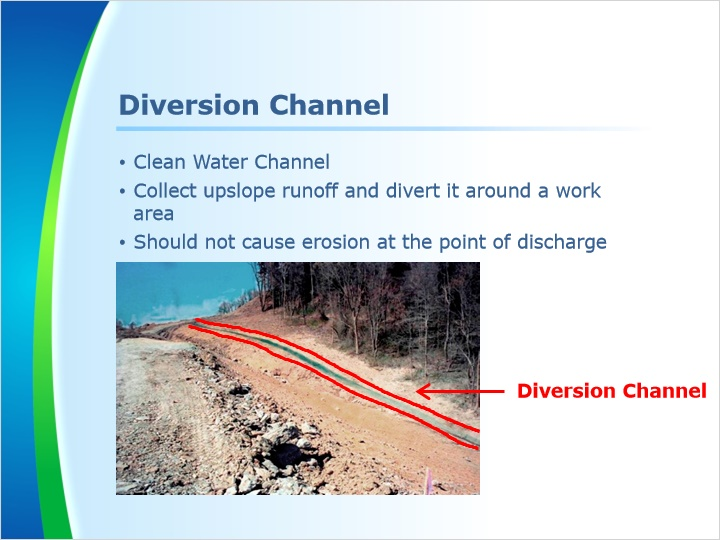 Diversion Channel
• Clean Water Channel
• Collect upslope runoff and divert it around a work
area
• Should not cause erosion at the point of discharge
Diversion Channel